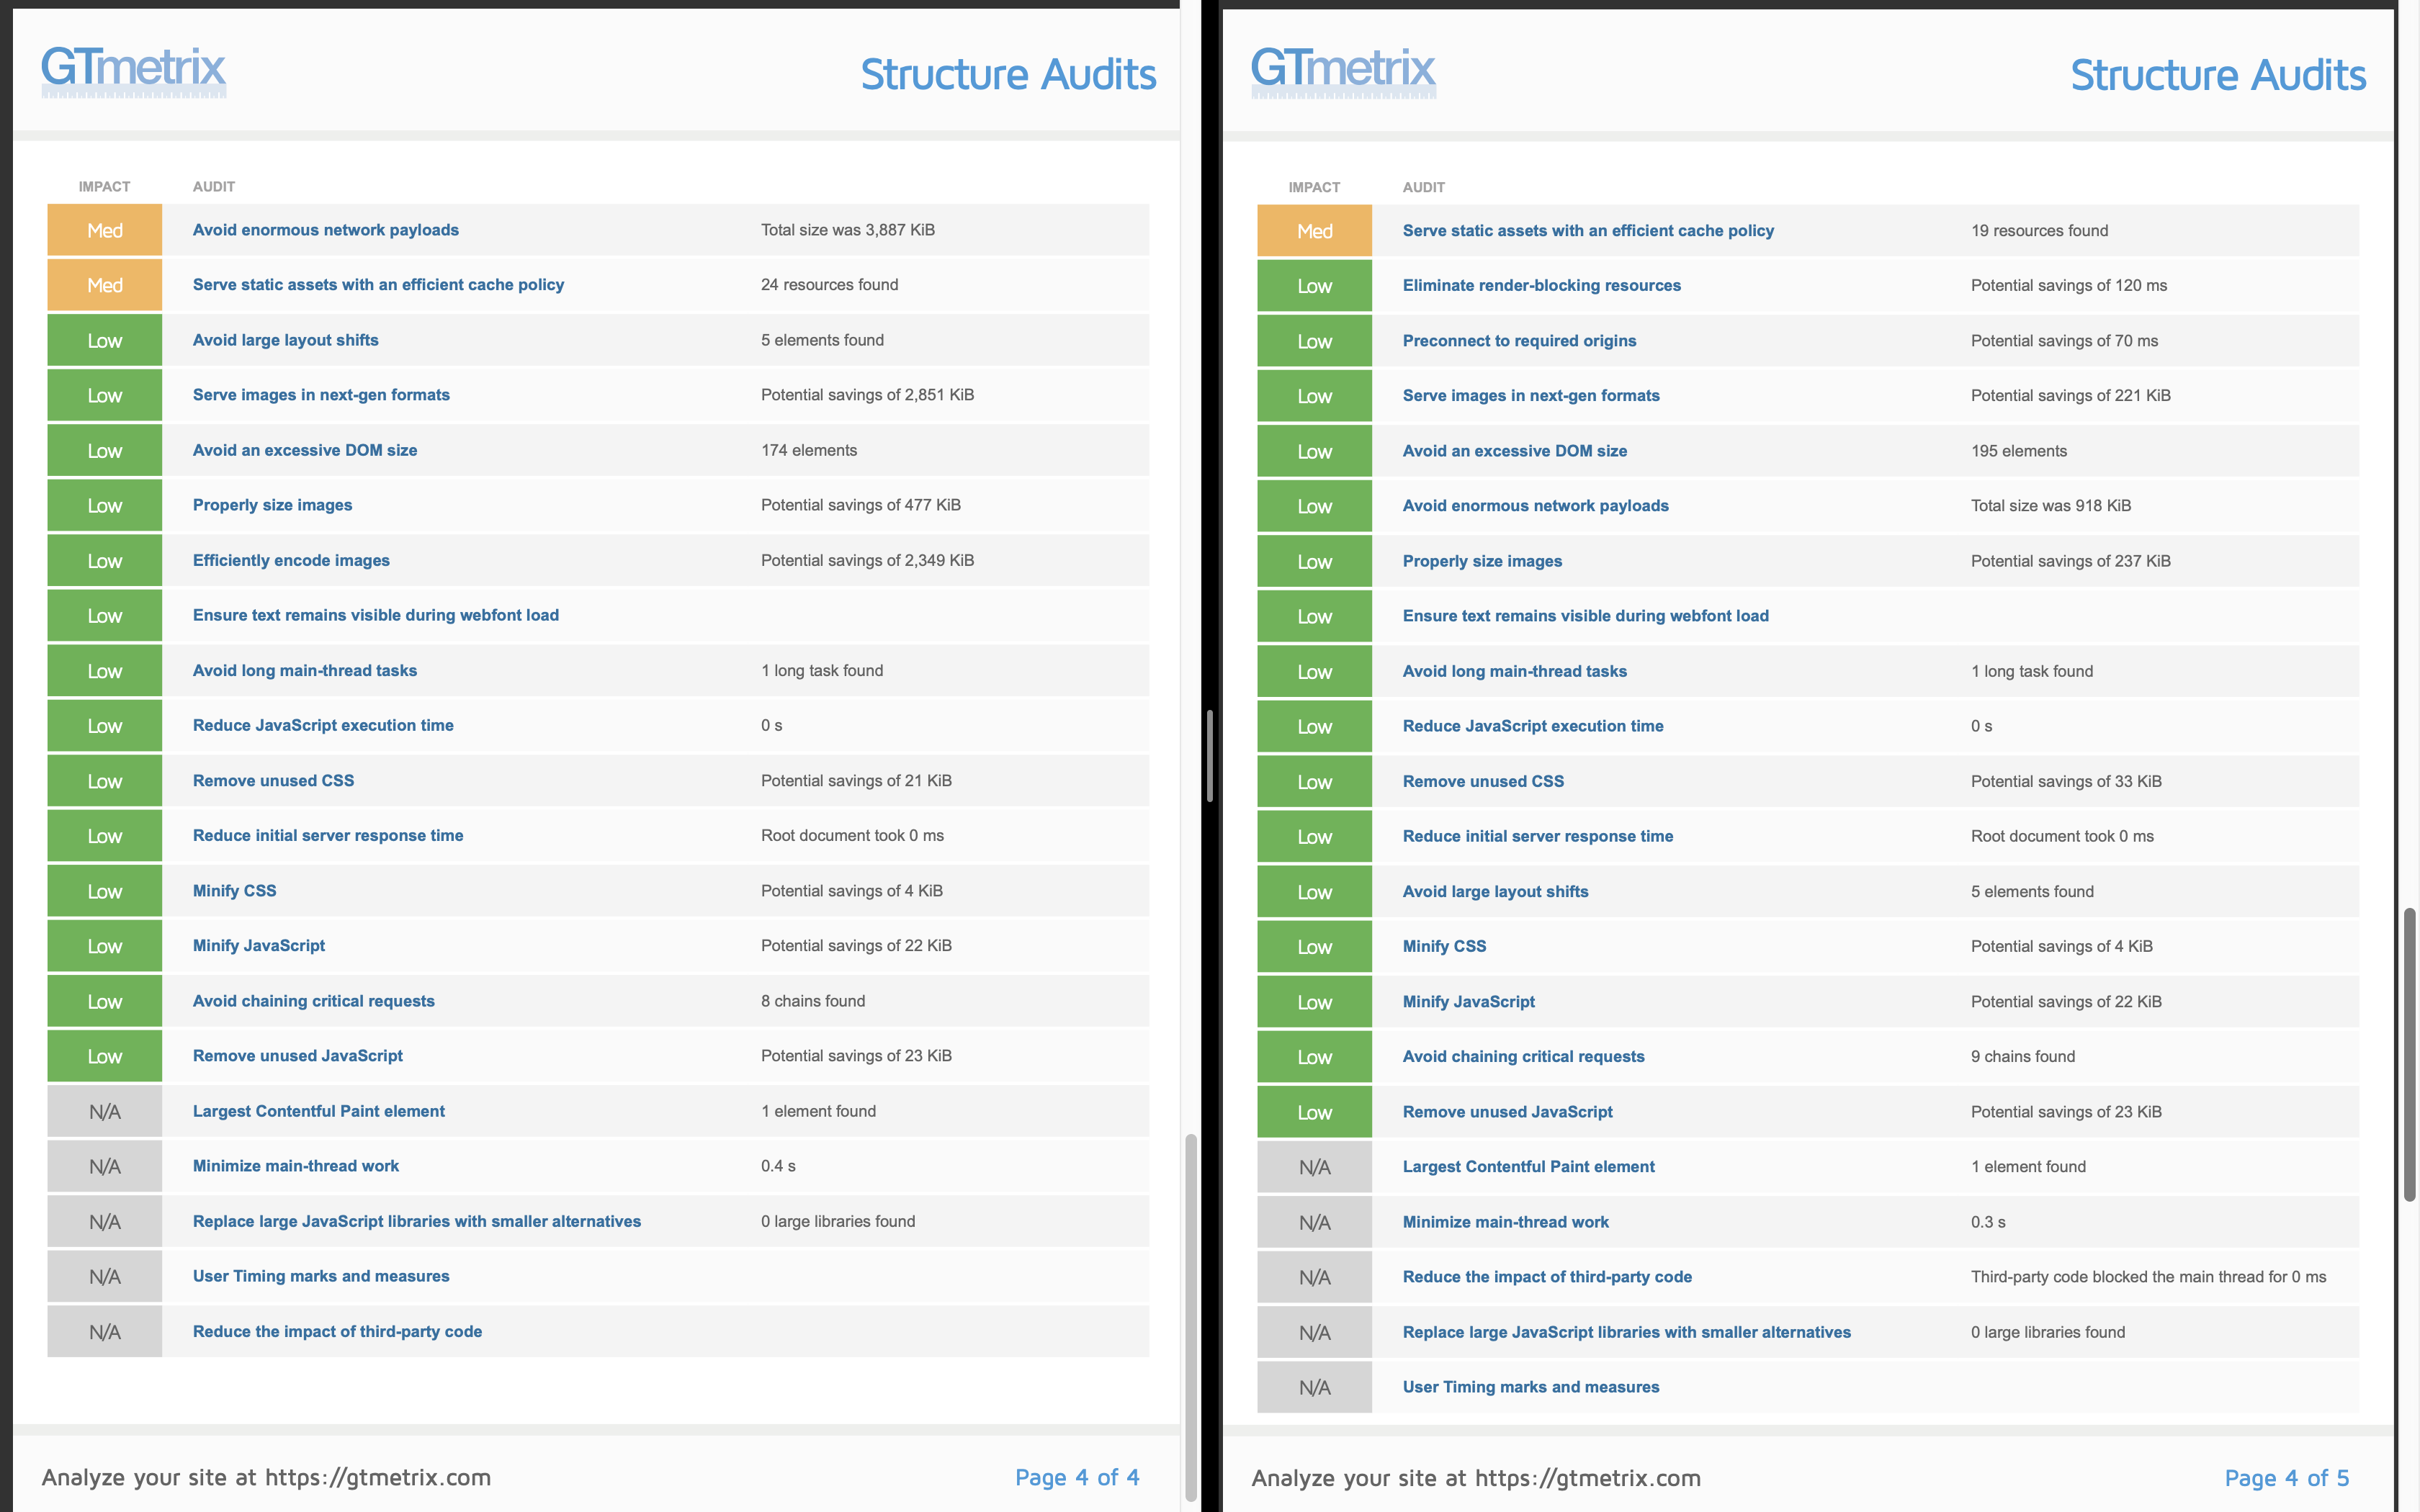 GTmetrix
Structure Audits
IMPACT AUDIT
Med Avoid enormous network payloads Total size was 3,887 KiB
Med Serve static assets with an efficient cache policy 24 resources found
Low Avoid large layout shifts 5 elements found
Low Serve images in next-gen formats Potential savings of 2,851 KiB
Low Avoid an excessive DOM size 174 elements
Low Properly size images Potential savings of 477 KiB
Low Efficiently encode images Potential savings of 2,349 KiB
Low Ensure text remains visible during webfont load
Low Avoid long main-thread tasks 1 long task found
Low Reduce JavaScript execution time 0 s
Low Remove unused CSS Potential savings of 21 KiB
Low Reduce initial server response time Root document took 0 ms
Low Minify CSS Potential savings of 4 KiB
Low Minify JavaScript Potential savings of 22 KiB
Low Avoid chaining critical requests 8 chains found
Low Remove unused JavaScript Potential savings of 23 KiB
N/A Largest Contentful Paint element 1 element found
N/A Minimize main-thread work 0.4 s
N/A Replace large JavaScript libraries with smaller alternatives 0 large libraries found
N/A User Timing marks and measures
N/A Reduce the impact of third-party code
Analyze your site at https://gtmetrix.com Page 4 of 4
GTmetrix
Structure Audits
IMPACT AUDIT
Med Serve static assets with an efficient cache policy 19 resources found
Low Eliminate render-blocking resources Potential savings of 120 ms
Low Preconnect to required origins Potential savings of 70 ms
Low Serve images in next-gen formats Potential savings of 221 KiB
Low Avoid an excessive DOM size 195 elements
Low Avoid enormous network payloads Total size was 918 KiB
Low Properly size images Potential savings of 237 KiB
Low Ensure text remains visible during webfont load
Low Avoid long main-thread tasks 1 long task found
Low Reduce JavaScript execution time 0 s
Low Remove unused CSS Potential savings of 33 KiB
Low Reduce initial server response time Root document took 0 ms
Low Avoid large layout shifts 5 elements found
Low Minify CSS Potential savings of 4 KiB
Low Minify JavaScript Potential savings of 22 KiB
Low Avoid chaining critical requests 9 chains found
Low Remove unused JavaScript Potential savings of 23 KiB
N/A Largest Contentful Paint element 1 element found
N/A Minimize main-thread work 0.3 s
N/A Reduce the impact of third-party code Third-party code blocked the main thread for 0 ms
N/A Replace large JavaScript libraries with smaller alternatives 0 large libraries found
N/A User Timing marks and measures
Analyze your site at https://gtmetrix.com Page 4 of 5